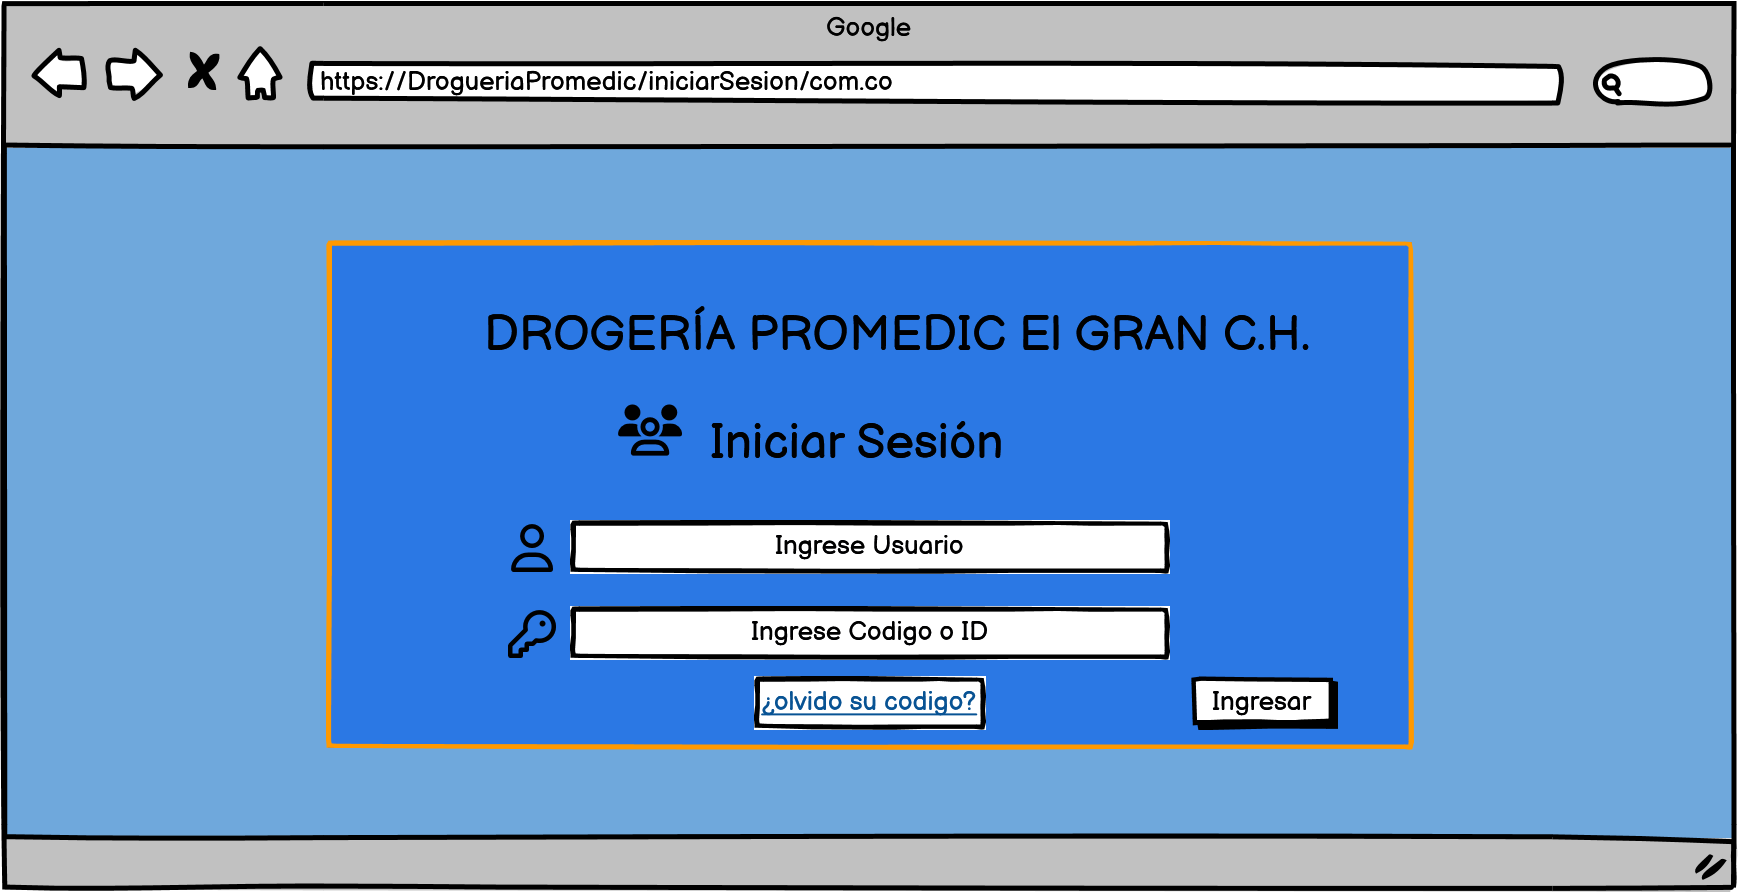 Google
https://DrogueriaPromedic/iniciarSesion/com.co
DROGERÍA PROMEDIC El GRAN C.H.
Iniciar Sesión
Ingrese Usuario
Ingrese Codigo o ID
¿olvido su codigo?
Ingresar